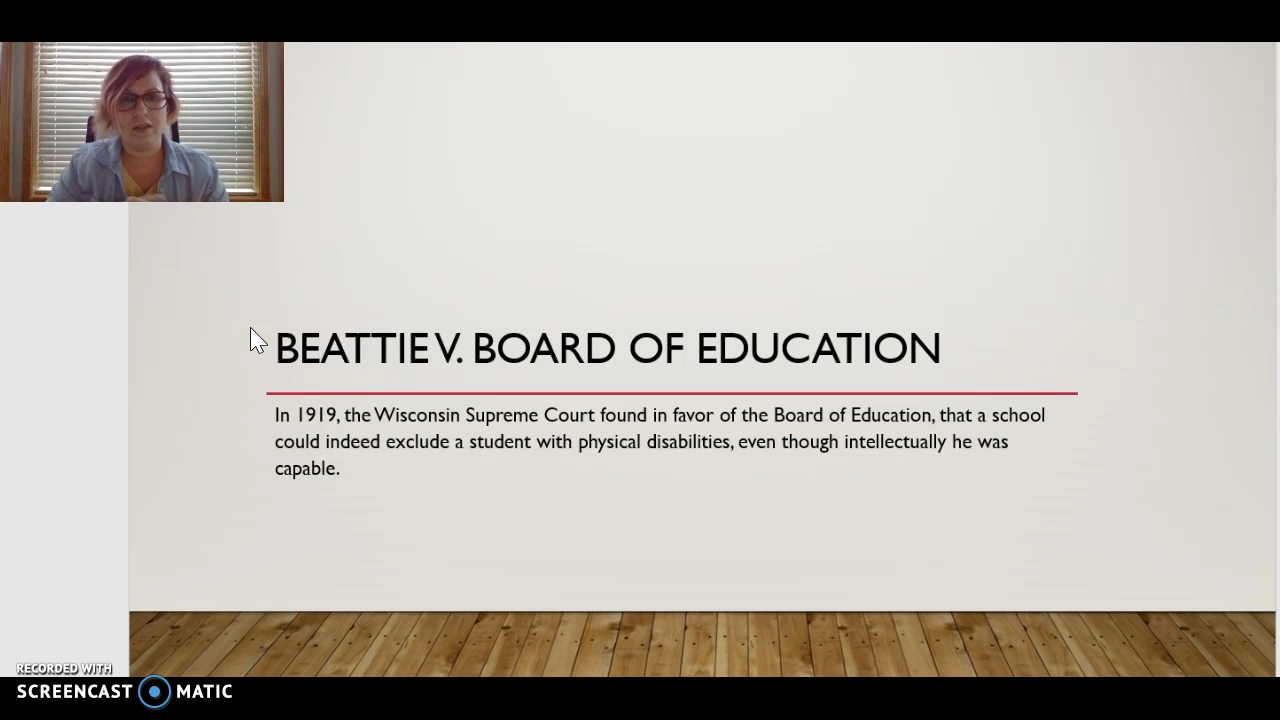 BEATTIE V. BOARD OF EDUCATION
In 1919, the Wisconsin Supreme Court found in favor of the Board of Education, that a school
could indeed exclude a student with physical disabilities, even though intellectually he was
capable.
RECORDED WITH
SCREENCAST MATIC